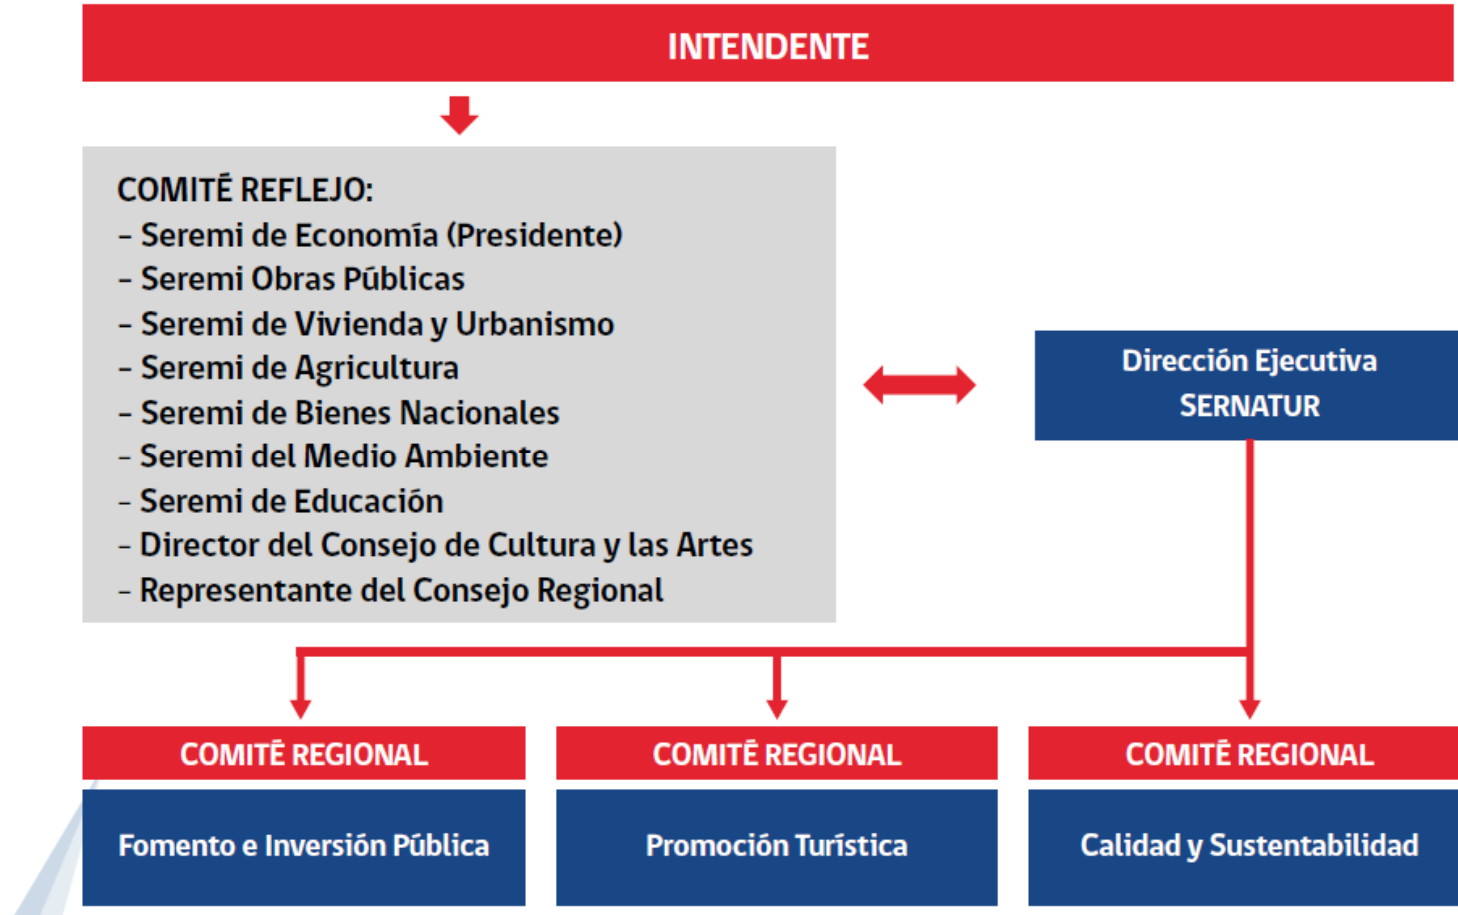 INTENDENTE
COMITÉ REFLEJO:
- Seremi de Economía (Presidente)
- Seremi Obras Públicas
- Seremi de Vivienda y Urbanismo
- Seremi de Agricultura
- Seremi de Bienes Nacionales
- Seremi del Medio Ambiente
- Seremi de Educación
- Director del Consejo de Cultura y las Artes
- Representante del Consejo Regional
Dirección Ejecutiva
SERNATUR
COMITÉ REGIONAL
Fomento e Inversión Pública
COMITÉ REGIONAL
Promoción Turística
COMITÉ REGIONAL
Calidad y Sustentabilidad